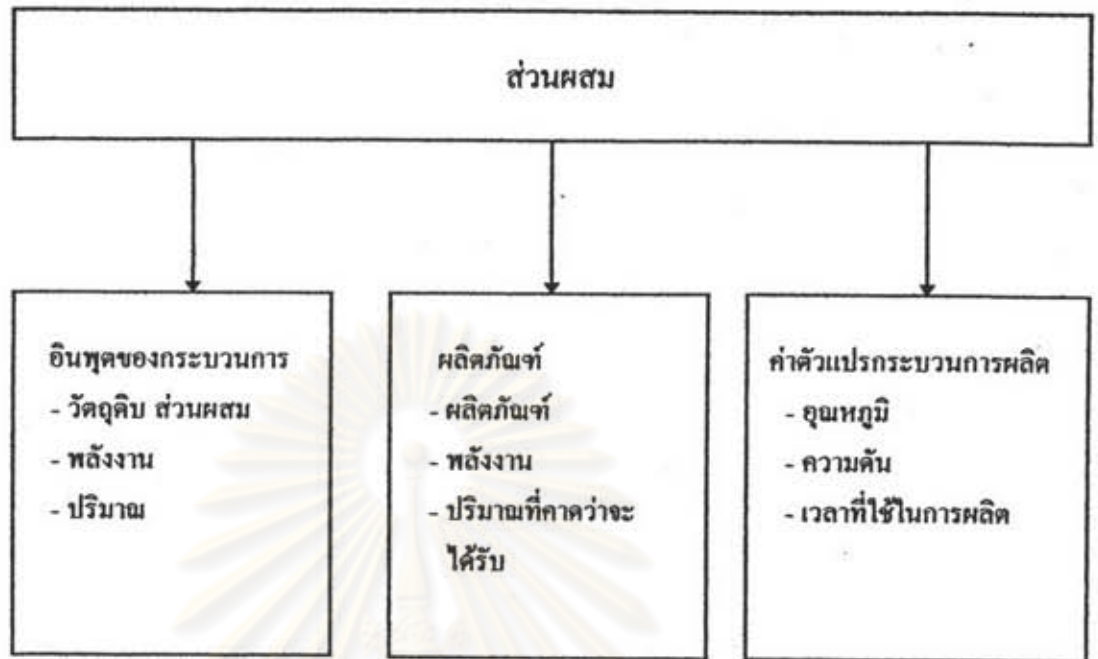 ส่วนผสม
อินพุตของกระบวนการ
- วัตถุดิบ ส่วนผสม
- พลังงาน
- ปริมาณ
ผลิตภัณฑ์
- ผลิตภัณฑ์
- พลังงาน
- ปริมาณที่คาดว่าจะ
ได้รับ
ค่าตัวแปรกระบวนการผลิต
- อุณหภูมิ
- ความดัน
- เวลาที่ใช้ในการผลิต